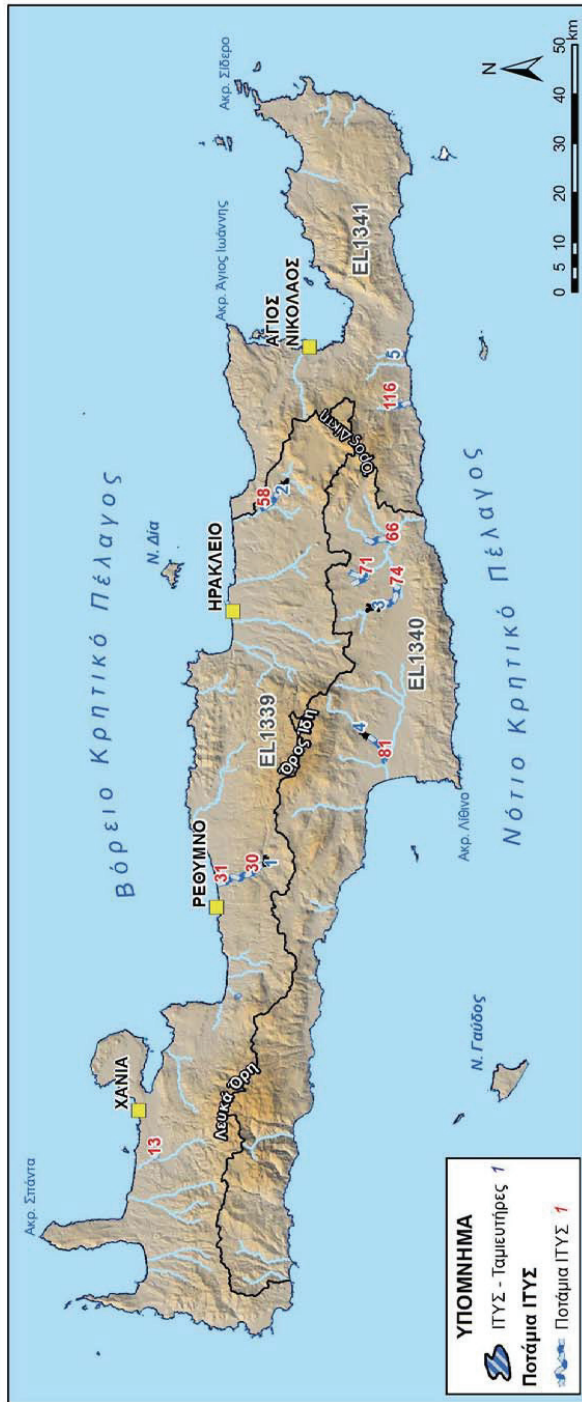 Ακρ. Σπάντα
Βόρειο Κρητικό Πέλαγος
Ακρ. Σίδερο
Ακρ. Άγιος Ιωάννης
Ν. Δία
ΧΑΝΙΑ
13
ΡΕΘΥΜΝΟ
31
30
1
ΗΡΑΚΛΕΙΟ
58
2
ΑΓΙΟΣ
ΝΙΚΟΛΑΟΣ
Λευκά Όρη
EL1339
Όρος Ίδη
Όρος Δίκτη
EL1341
4
81
71
3
74
66
116
5
EL1340
Ακρ. Λίθινο
Νότιο Κρητικό Πέλαγος
Ν. Γαύδος
ΥΠΟΜΝΗΜΑ
ΙΤΥΣ - Ταμιευτήρες 1
Ποτάμια ΙΤΥΣ
Ποτάμια ΙΤΥΣ 1
N
0 5 10 20 30 40 50
km